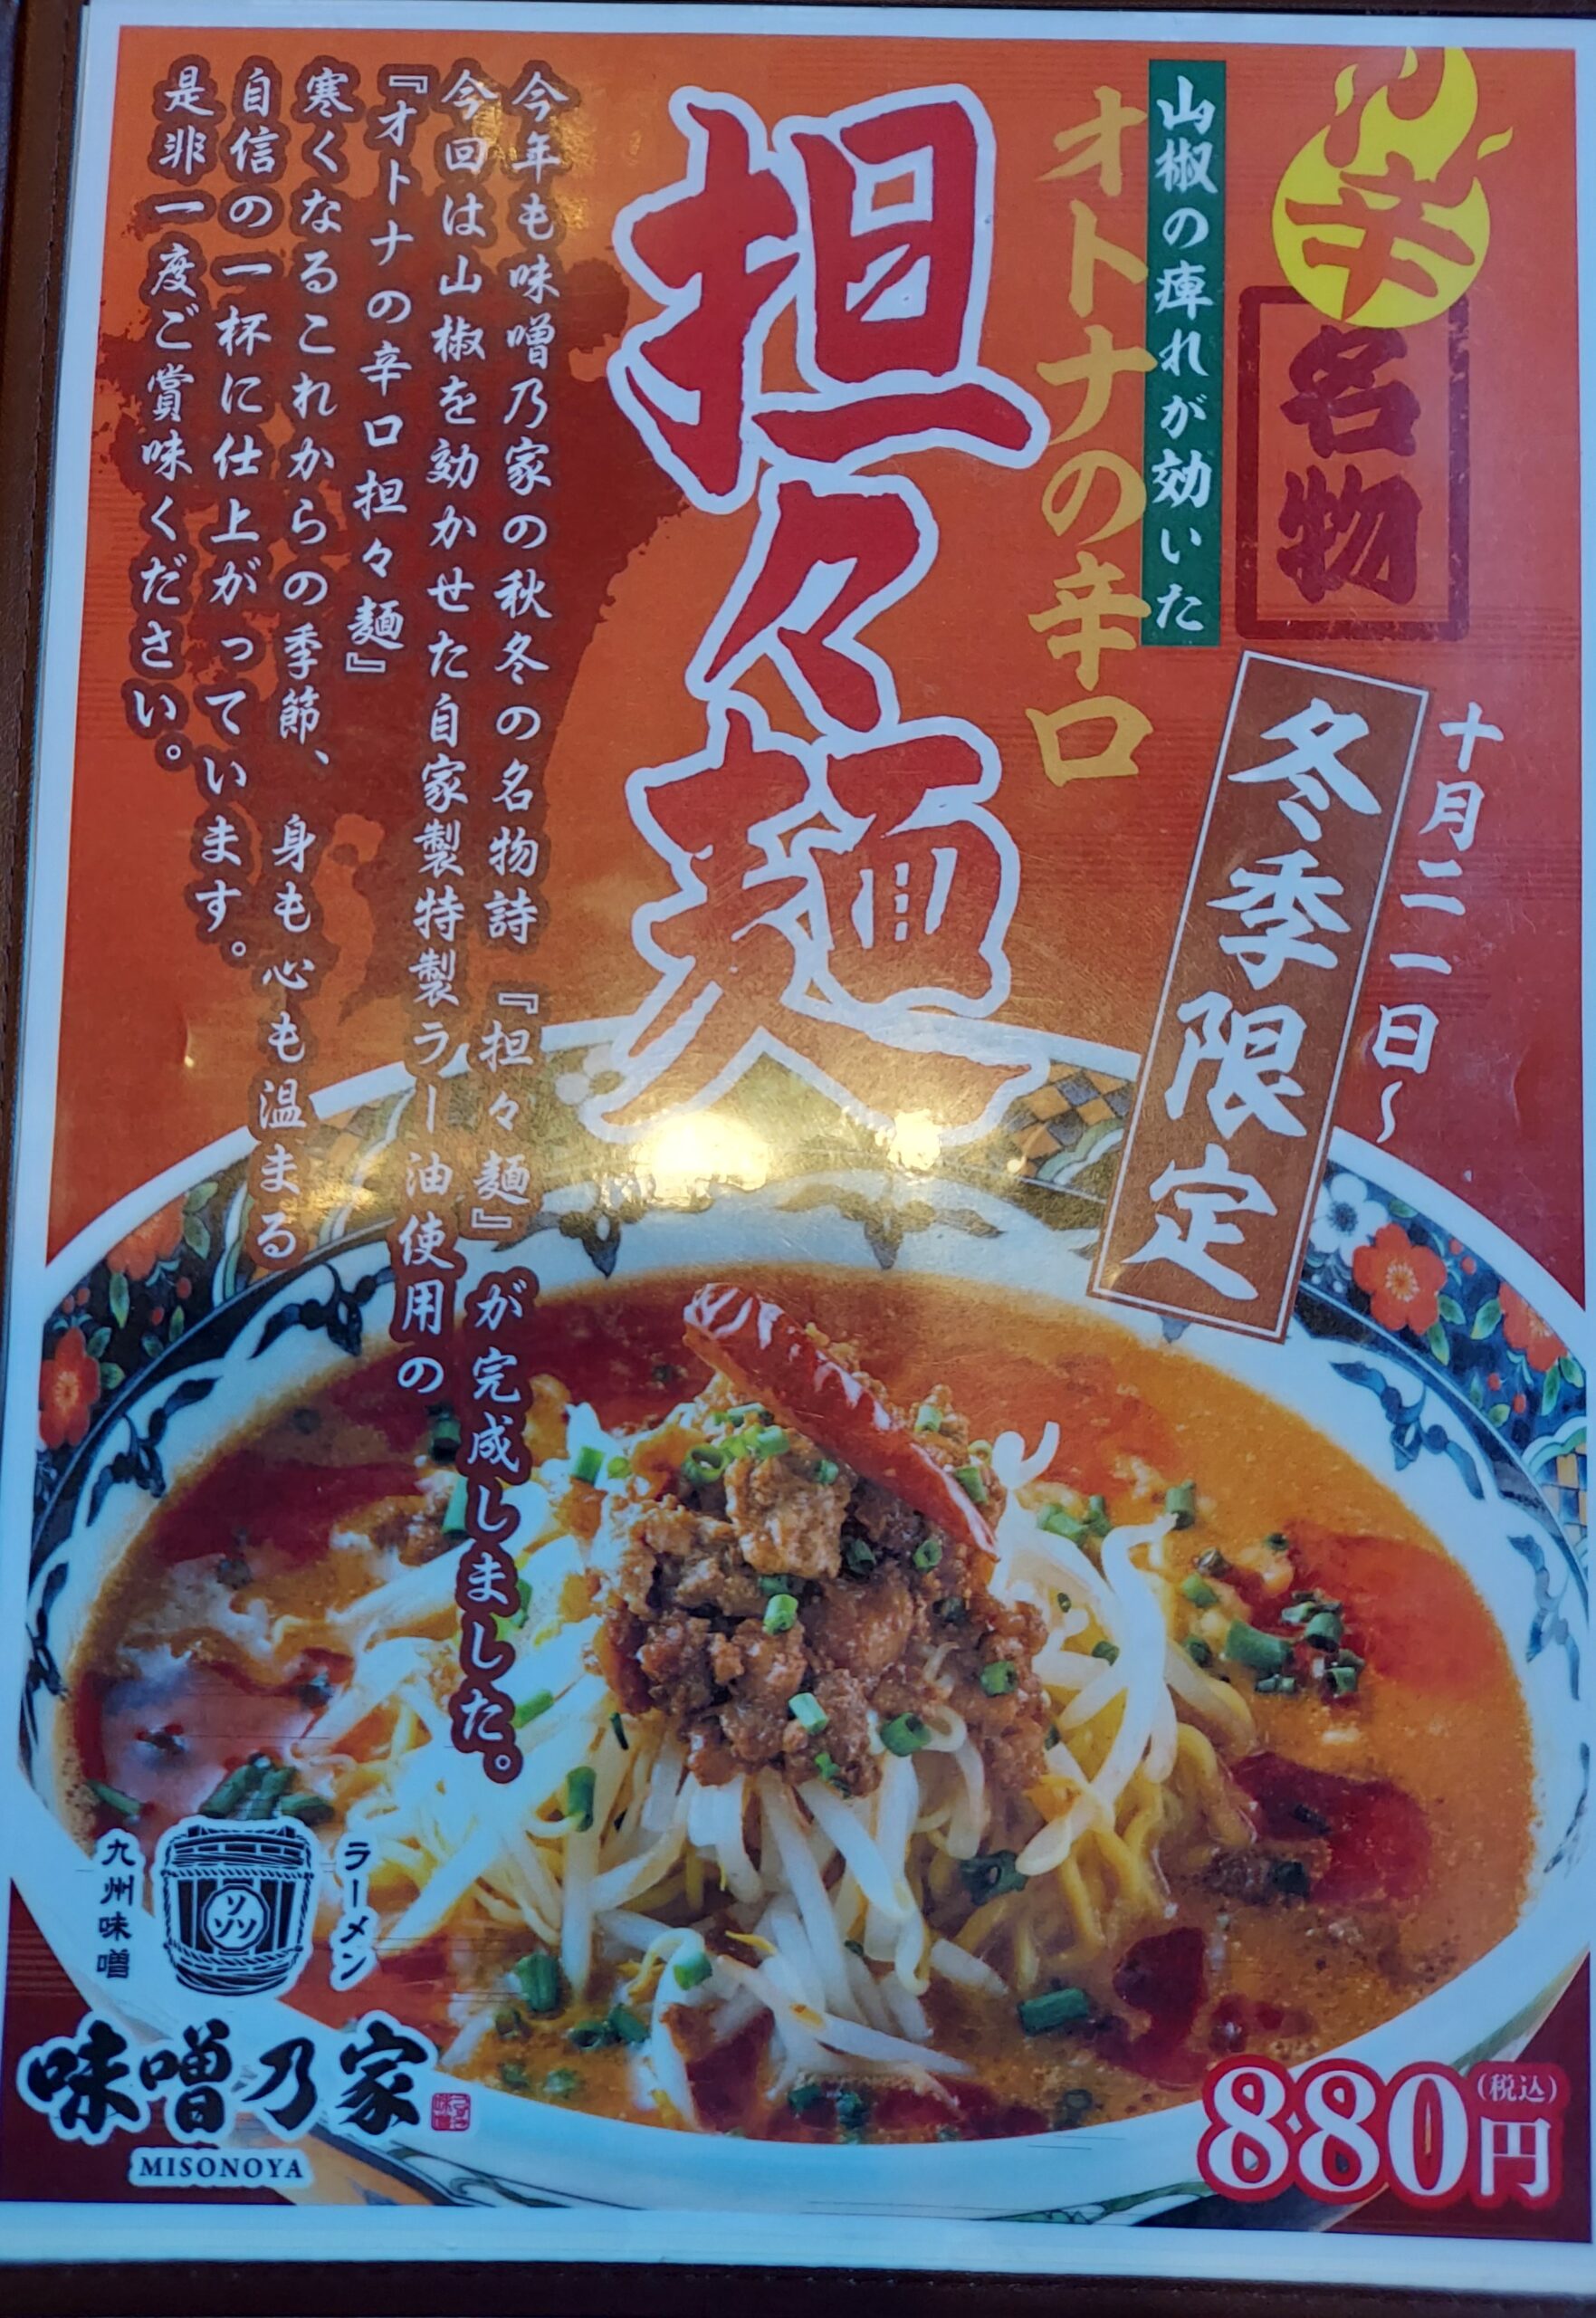 辛
名物
十月二一日〜
冬季限定
山椒の痺れが効いた
オトナの辛口
担々麺
今年も味噌乃家の秋冬の名物詩『担々麺』が完成しました。
今回は山椒を効かせた自家製特製ラー油使用の
『オトナの辛口担々麺』
寒くなるこれからの季節、身も心も温まる
自信の一杯に仕上がっています。
是非一度ご賞味ください。
ラーメン
ソソソ
九州味噌
味噌乃家
MISONOYA
880円(税込)